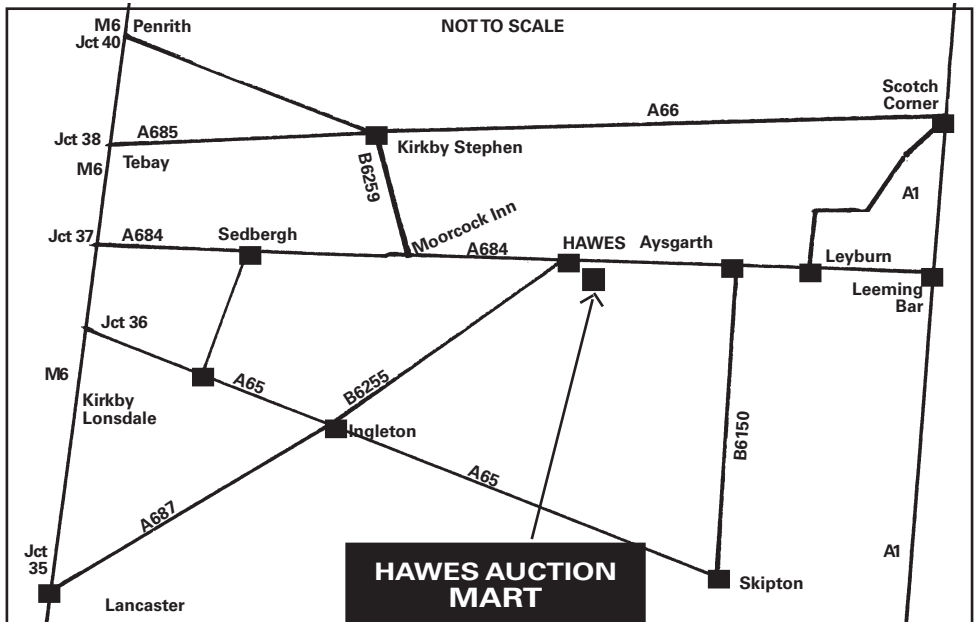 M6 Penrith
Jct 40
NOT TO SCALE
Scotch
Corner
A66
Jct 38
A685
Kirkby Stephen
M6
Tebay
B6259
A1
Moorcock Inn
Jct 37
A684
Sedbergh
A684
HAWES
Aysgarth
Leyburn
Leeming
Bar
Jct 36
M6
A65
B6255
Kirkby
Lonsdale
Ingleton
B6150
A65
A687
Jct
35
A1
HAWES AUCTION
MART
Skipton
Lancaster